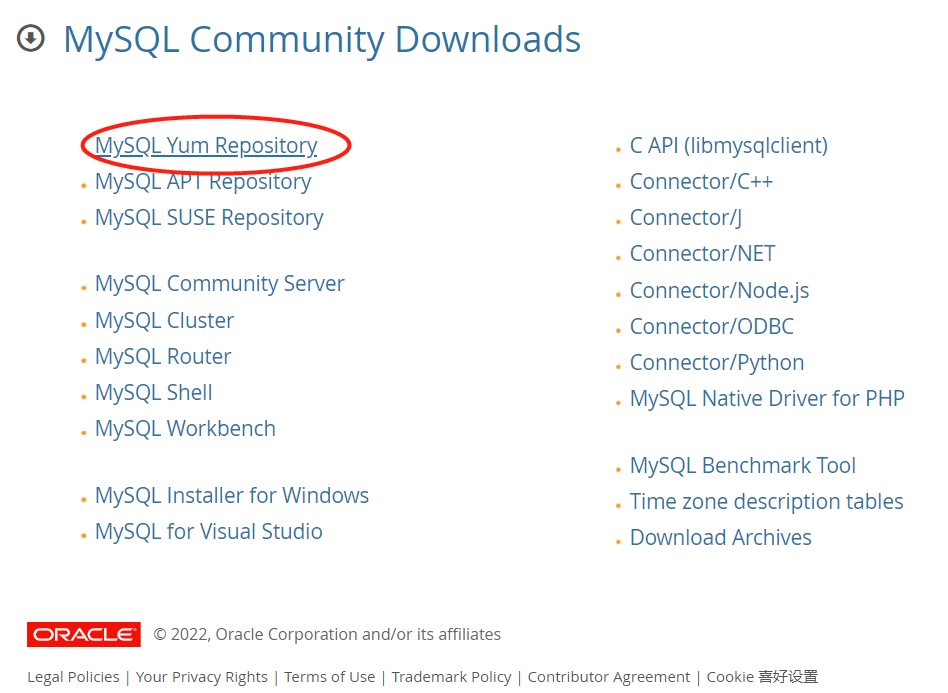 MySQL Community Downloads
MySQL Yum Repository
MySQL APT Repository
MySQL SUSE Repository
MySQL Community Server
MySQL Cluster
MySQL Router
MySQL Shell
MySQL Workbench
MySQL Installer for Windows
MySQL for Visual Studio
C API (libmysqlclient)
Connector/C++
Connector/J
Connector/NET
Connector/Node.js
Connector/ODBC
Connector/Python
MySQL Native Driver for PHP
MySQL Benchmark Tool
Time zone description tables
Download Archives
ORACLE © 2022, Oracle Corporation and/or its affiliates
Legal Policies | Your Privacy Rights | Terms of Use | Trademark Policy | Contributor Agreement | Cookie 喜好设置